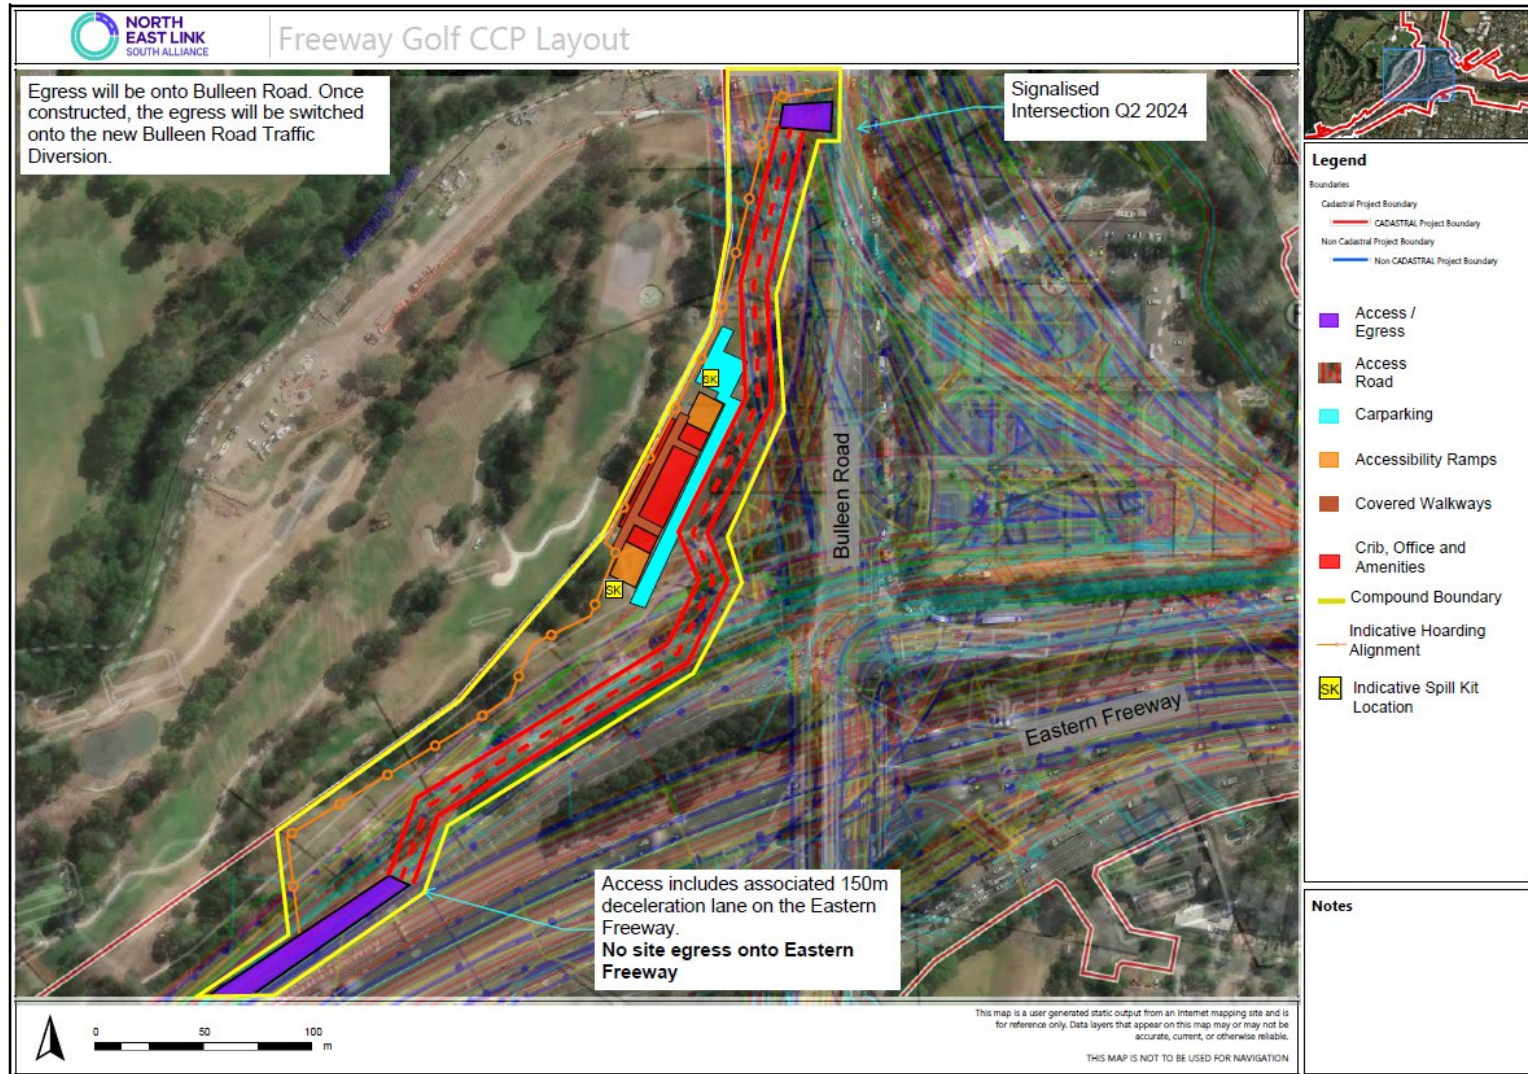 NORTH
EAST LINK
SOUTH ALLIANCE
Freeway Golf CCP Layout
Egress will be onto Bulleen Road. Once
constructed, the egress will be switched
onto the new Bulleen Road Traffic
Diversion.
Signalised
Intersection Q2 2024
SK
SK
Bulleen Road
Eastern Freeway
Access includes associated 150m
deceleration lane on the Eastern
Freeway.
No site egress onto Eastern
Freeway
Legend
Boundaries
Cadastral Project Boundary
CADASTRAL Project Boundary
Non Cadastral Project Boundary
Non CADASTRAL Project Boundary
Access /
Egress
Access
Road
Carparking
Accessibility Ramps
Covered Walkways
Crib, Office and
Amenities
Compound Boundary
Indicative Hoarding
Alignment
SK
Indicative Spill Kit
Location
Notes
0 50 100
m
This map is a user generated static output from an Internet mapping site and is
for reference only. Data layers that appear on this map may or may not be
accurate, current, or otherwise reliable.
THIS MAP IS NOT TO BE USED FOR NAVIGATION